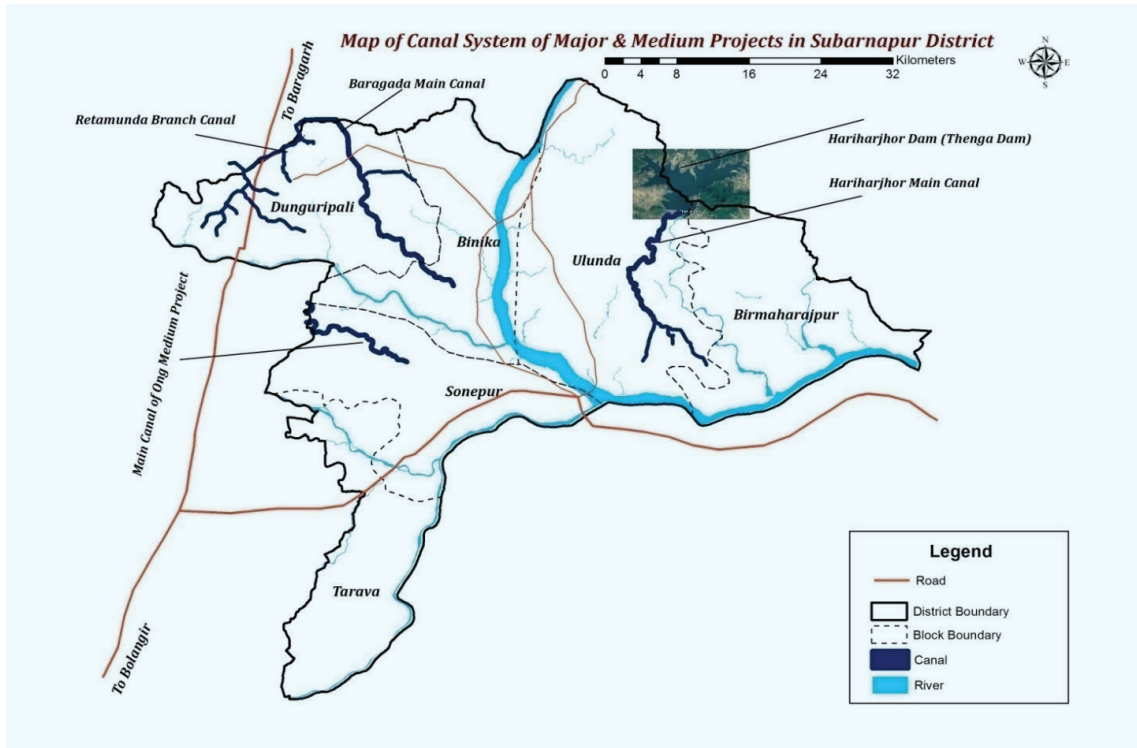 Map of Canal System of Major & Medium Projects in Subarnapur District
0 2 4 8 16 24 32
Kilometers
N
W E
S
To Baragarh
Baragada Main Canal
Retamunda Branch Canal
Hariharjhor Dam (Thenga Dam)
Hariharjhor Main Canal
Dunguripali
Binika
Ulunda
Birmaharajpur
Main Canal of Ong Medium Project
Sonepur
Tarava
To Bolangir
Legend
Road
District Boundary
Block Boundary
Canal
River